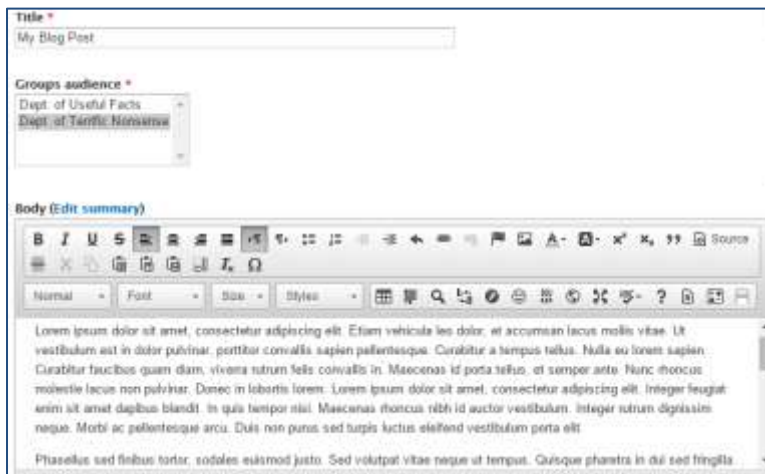 Title *
My Blog Post
Groups audience *
Dept. of Useful Facts
Dept. of Terrific Nonsense
Body (Edit summary)
B I U S A A x² xₐ 99 Source
Tₓ Ω
Normal Font Size Styles ?
Lorem ipsum dolor sit amet, consectetur adipiscing elit. Etiam vehicula leo dolor, et accumsan lacus mollis vitae. Ut
vestibulum est in dolor pulvinar, porttitor convallis sapien pellentesque. Curabitur a tempus tellus. Nulla eu lorem sapien.
Curabitur faucibus quam diam, viverra rutrum felis convallis in. Maecenas id porta tellus, et semper ante. Nunc rhoncus
molestie lacus non pulvinar. Donec in lobortis lorem. Lorem ipsum dolor sit amet, consectetur adipiscing elit. Integer feugiat
enim sit amet dapibus blandit. In quis tempor nisi. Maecenas rhoncus nibh id auctor vestibulum. Integer rutrum dignissim
neque. Morbi ac pellentesque arcu. Duis non purus sed turpis luctus eleifend vestibulum porta elit.
Phasellus sed finibus tortor, sodales euismod justo. Sed volutpat vitae neque ut tempus. Quisque pharetra in dui sed fringilla